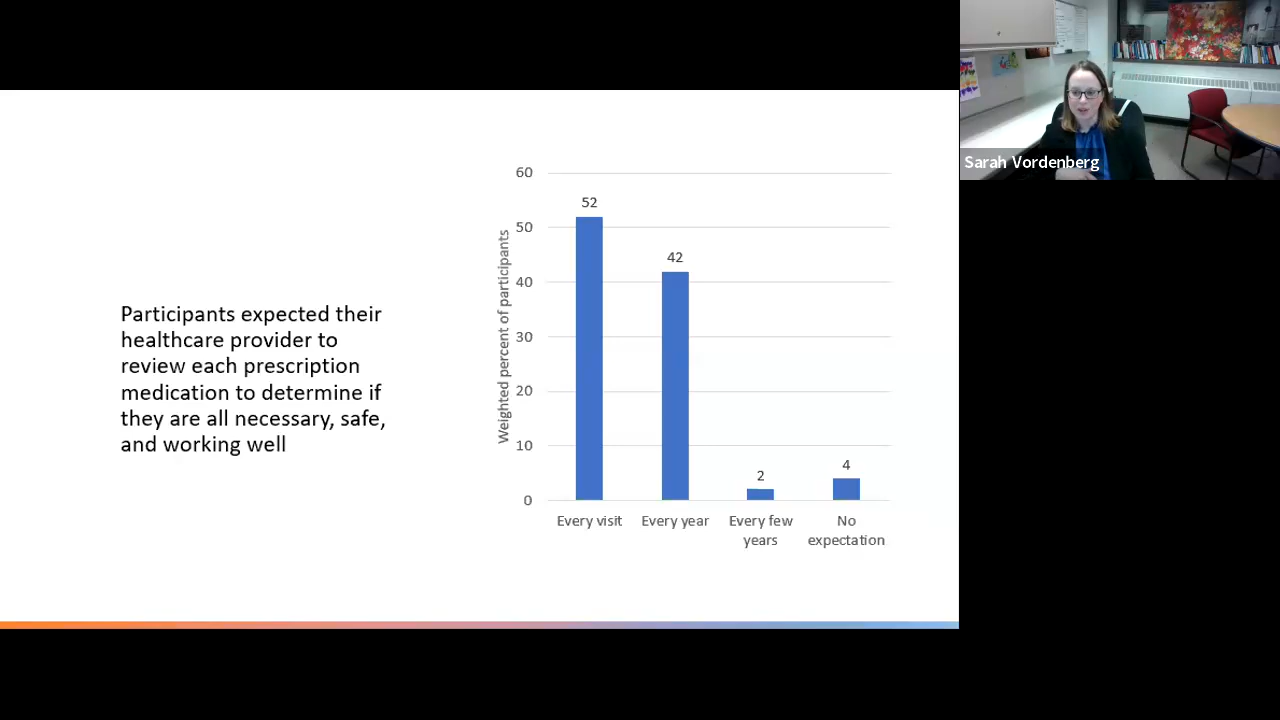 Sarah Vordenberg
Participants expected their
healthcare provider to
review each prescription
medication to determine if
they are all necessary, safe,
and working well
Weighted percent of participants
60
50
40
30
20
10
0
52
42
2
4
Every visit
Every year
Every few
years
No
expectation